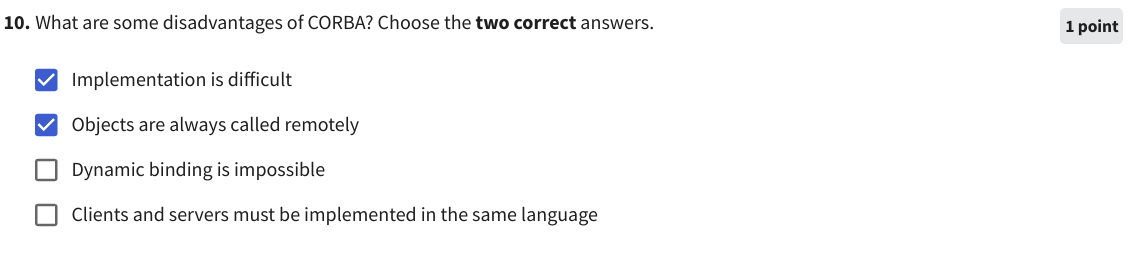 10. What are some disadvantages of CORBA? Choose the two correct answers.
1 point
Implementation is difficult
Objects are always called remotely
Dynamic binding is impossible
Clients and servers must be implemented in the same language